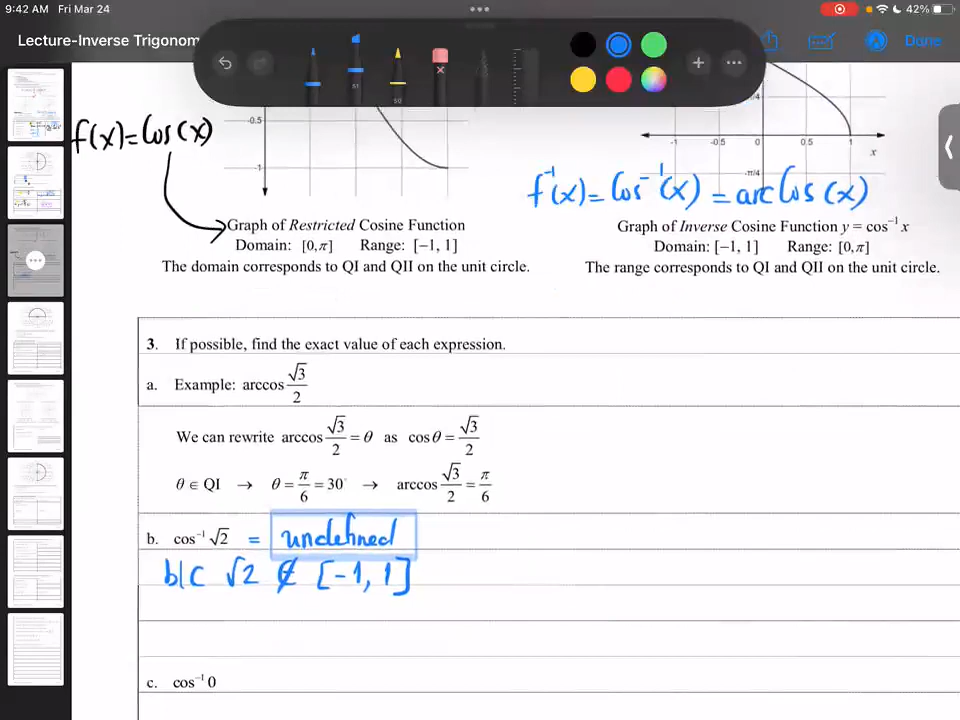 9:42 AM Fri Mar 24
42%
Lecture-Inverse Trigonom
Done
f(x)=Cos(x)
-0.5
-1
-1 -0.5 0 0.5 1
x
-π/4
f⁻¹(x)=Cos⁻¹(x)=arcCos(x)
Graph of Restricted Cosine Function
Domain: [0,π] Range: [−1, 1]
The domain corresponds to QI and QII on the unit circle.
Graph of Inverse Cosine Function y = cos⁻¹ x
Domain: [−1, 1] Range: [0,π]
The range corresponds to QI and QII on the unit circle.
3. If possible, find the exact value of each expression.
a. Example: arccos √3/2
We can rewrite arccos √3/2 = θ as cosθ = √3/2
θ ∈ QI → θ = π/6 = 30° → arccos √3/2 = π/6
b. cos⁻¹ √2 = undefined
b/c √2 ∉ [-1, 1]
c. cos⁻¹ 0